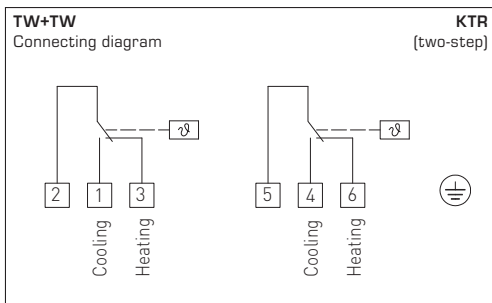 TW+TW KTR
Connecting diagram (two-step)
ϑ ϑ
2 1 3 5 4 6
Cooling Heating Cooling Heating